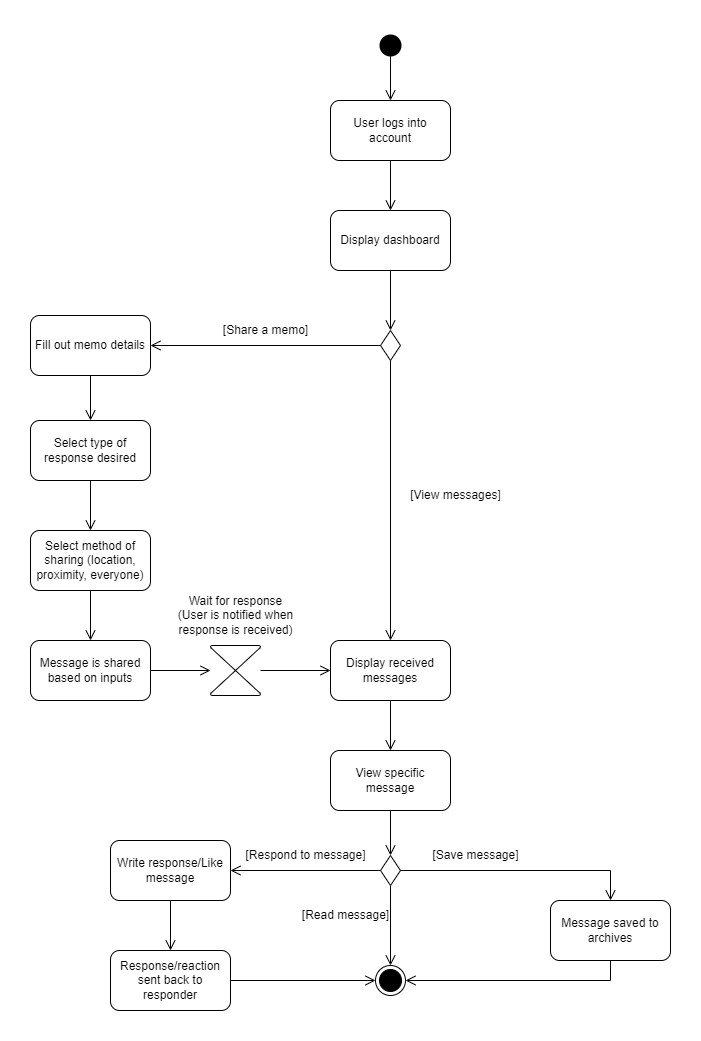 User logs into
account
Display dashboard
[Share a memo]
Fill out memo details
Select type of
response desired
[View messages]
Select method of
sharing (location,
proximity, everyone)
Wait for response
(User is notified when
response is received)
Message is shared
based on inputs
Display received
messages
View specific
message
[Respond to message]
[Save message]
Write response/Like
message
[Read message]
Message saved to
archives
Response/reaction
sent back to
responder